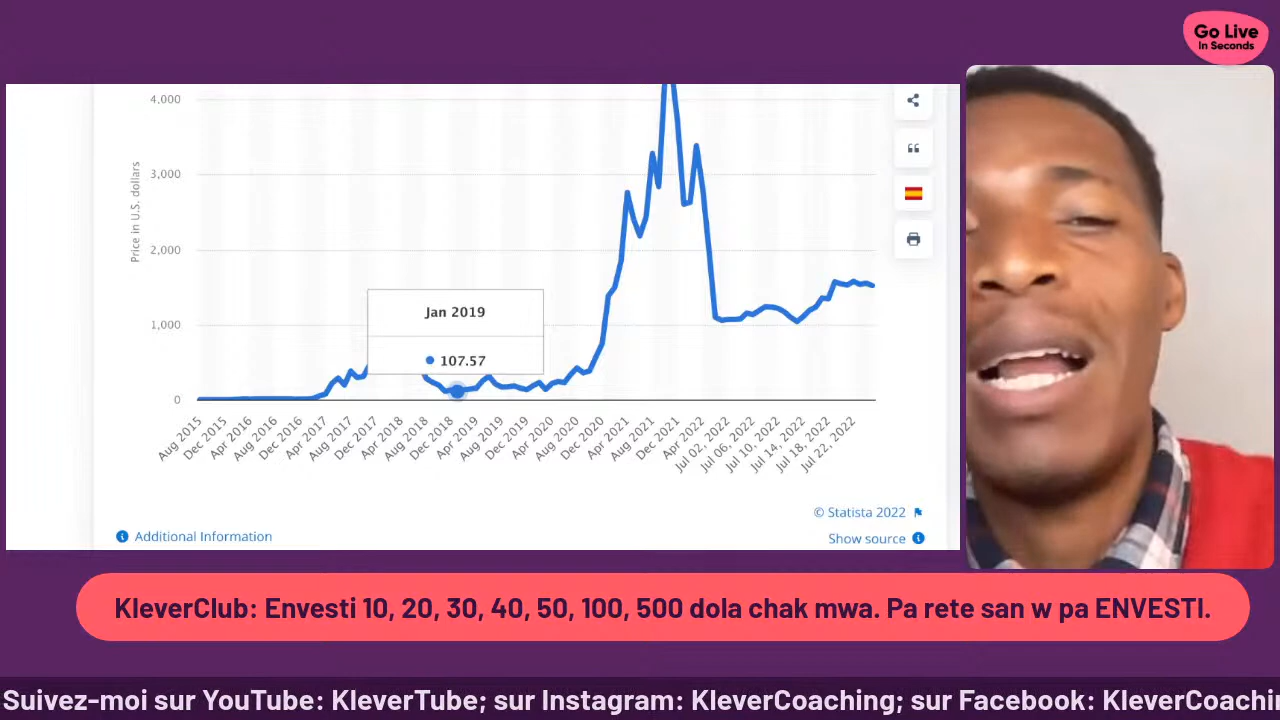 Go Live
In Seconds
4,000
3,000
2,000
1,000
0
Price in U.S. dollars
Jan 2019
107.57
Aug 2015
Dec 2015
Apr 2016
Aug 2016
Dec 2016
Apr 2017
Aug 2017
Dec 2017
Apr 2018
Aug 2018
Dec 2018
Apr 2019
Aug 2019
Dec 2019
Apr 2020
Aug 2020
Dec 2020
Apr 2021
Aug 2021
Dec 2021
Apr 2022
Jul 02, 2022
Jul 06, 2022
Jul 10, 2022
Jul 14, 2022
Jul 18, 2022
Jul 22, 2022
© Statista 2022
Additional Information
Show source
KleverClub: Envesti 10, 20, 30, 40, 50, 100, 500 dola chak mwa. Pa rete san w pa ENVESTI.
Suivez-moi sur YouTube: KleverTube; sur Instagram: KleverCoaching; sur Facebook: KleverCoachi